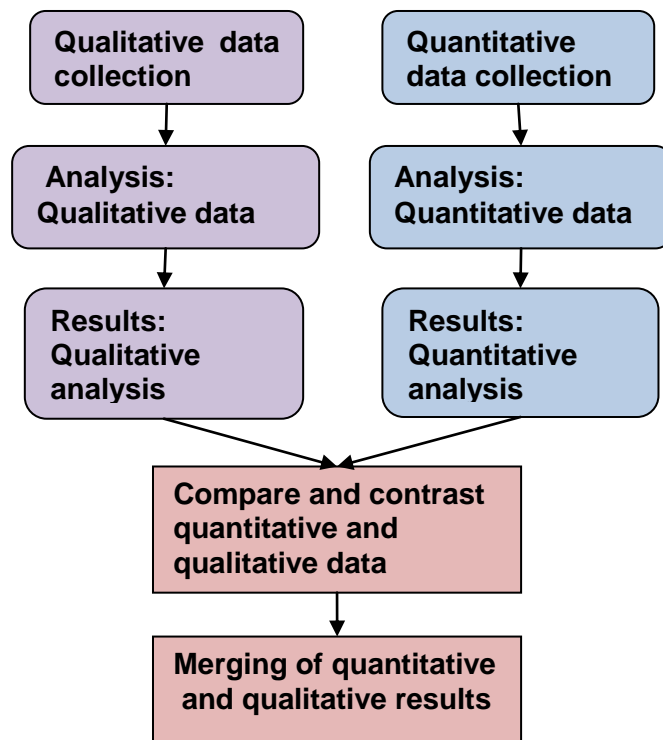 Qualitative data
collection
Quantitative
data collection
Analysis:
Qualitative data
Analysis:
Quantitative data
Results:
Qualitative
analysis
Results:
Quantitative
analysis
Compare and contrast
quantitative and
qualitative data
Merging of quantitative
and qualitative results